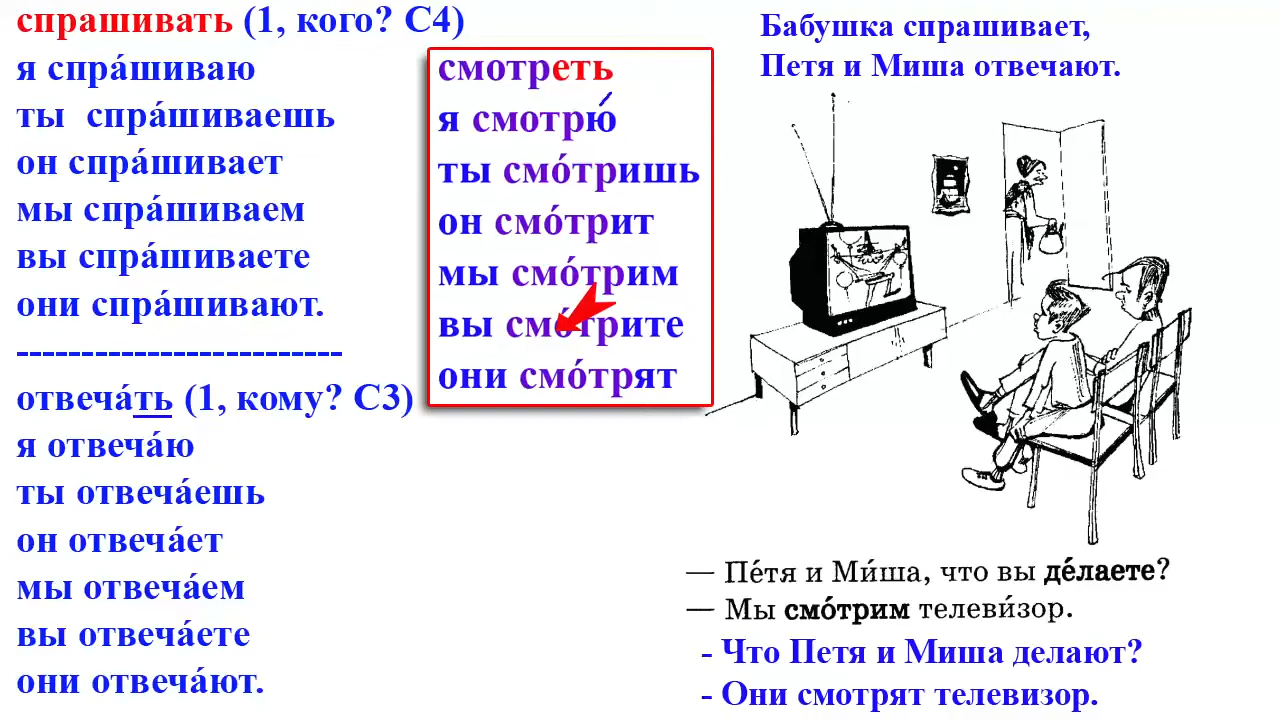 спрашивать (1, кого? С4)
я спра́шиваю
ты спра́шиваешь
он спра́шивает
мы спра́шиваем
вы спра́шиваете
они спра́шивают.
-------------------------
отвеча́ть (1, кому? С3)
я отвеча́ю
ты отвеча́ешь
он отвеча́ет
мы отвеча́ем
вы отвеча́ете
они отвеча́ют.
смотреть
я смотрю́
ты смо́тришь
он смо́трит
мы смо́трим
вы смо́трите
они смо́трят
Бабушка спрашивает,
Петя и Миша отвечают.
— Пе́тя и Ми́ша, что вы де́лаете?
— Мы смо́трим телеви́зор.
- Что Петя и Миша делают?
- Они смотрят телевизор.